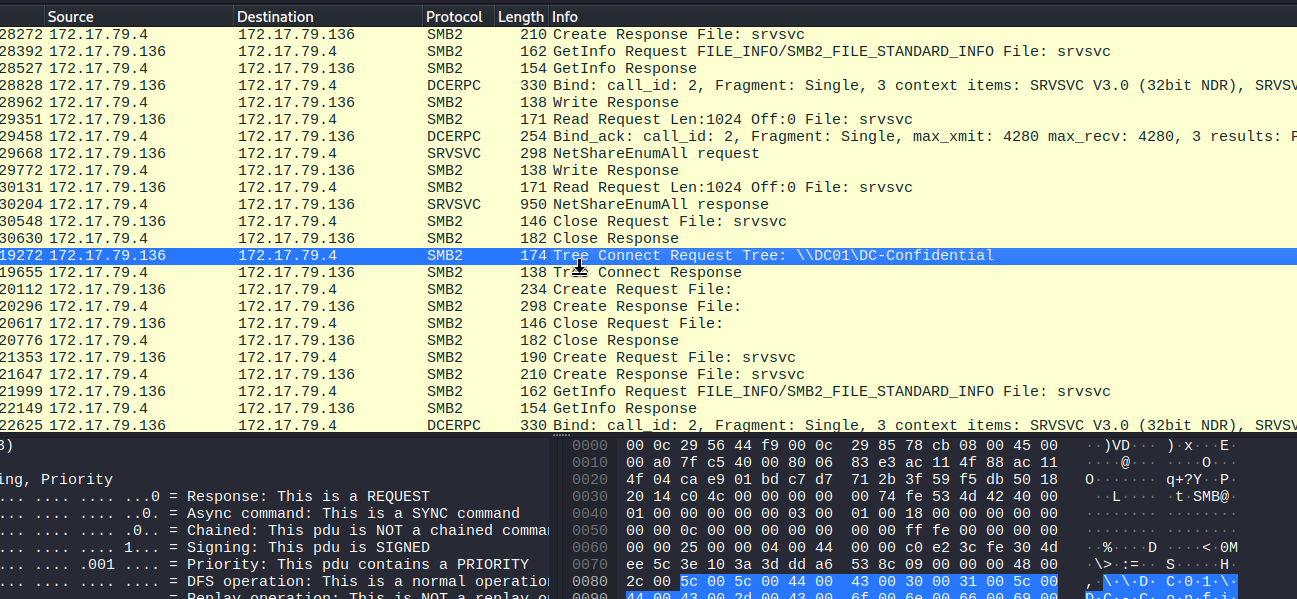 Source Destination Protocol Length Info
28272 172.17.79.4 172.17.79.136 SMB2 210 Create Response File: srvsvc
28392 172.17.79.136 172.17.79.4 SMB2 162 GetInfo Request FILE_INFO/SMB2_FILE_STANDARD_INFO File: srvsvc
28527 172.17.79.4 172.17.79.136 SMB2 154 GetInfo Response
28828 172.17.79.136 172.17.79.4 DCERPC 330 Bind: call_id: 2, Fragment: Single, 3 context items: SRVSVC V3.0 (32bit NDR), SRVS
28962 172.17.79.4 172.17.79.136 SMB2 138 Write Response
29351 172.17.79.136 172.17.79.4 SMB2 171 Read Request Len:1024 Off:0 File: srvsvc
29458 172.17.79.4 172.17.79.136 DCERPC 254 Bind_ack: call_id: 2, Fragment: Single, max_xmit: 4280 max_recv: 4280, 3 results:
29668 172.17.79.136 172.17.79.4 SRVSVC 298 NetShareEnumAll request
29772 172.17.79.4 172.17.79.136 SMB2 138 Write Response
30131 172.17.79.136 172.17.79.4 SMB2 171 Read Request Len:1024 Off:0 File: srvsvc
30204 172.17.79.4 172.17.79.136 SRVSVC 950 NetShareEnumAll response
30548 172.17.79.136 172.17.79.4 SMB2 146 Close Request File: srvsvc
30630 172.17.79.4 172.17.79.136 SMB2 182 Close Response
19272 172.17.79.136 172.17.79.4 SMB2 174 Tree Connect Request Tree: \\DC01\DC-Confidential
19655 172.17.79.4 172.17.79.136 SMB2 138 Tree Connect Response
20112 172.17.79.136 172.17.79.4 SMB2 234 Create Request File:
20296 172.17.79.4 172.17.79.136 SMB2 298 Create Response File:
20617 172.17.79.136 172.17.79.4 SMB2 146 Close Request File:
20776 172.17.79.4 172.17.79.136 SMB2 182 Close Response
21353 172.17.79.136 172.17.79.4 SMB2 190 Create Request File: srvsvc
21647 172.17.79.4 172.17.79.136 SMB2 210 Create Response File: srvsvc
21999 172.17.79.136 172.17.79.4 SMB2 162 GetInfo Request FILE_INFO/SMB2_FILE_STANDARD_INFO File: srvsvc
22149 172.17.79.4 172.17.79.136 SMB2 154 GetInfo Response
22625 172.17.79.136 172.17.79.4 DCERPC 330 Bind: call_id: 2, Fragment: Single, 3 context items: SRVSVC V3.0 (32bit NDR), SRVS
3)
ing, Priority
... .... .... ...0 = Response: This is a REQUEST
... .... .... ..0. = Async command: This is a SYNC command
... .... .... .0.. = Chained: This pdu is NOT a chained comma
... .... .... 1... = Signing: This pdu is SIGNED
... .... .001 .... = Priority: This pdu contains a PRIORITY
... .... .... .... = DFS operation: This is a normal operatio
... .... .... .... = Replay operation: This is NOT a replay o
0000 00 0c 29 56 44 f9 00 0c 29 85 78 cb 08 00 45 00 ··)VD··· )·x···E·
0010 00 a0 7f c5 40 00 80 06 83 e3 ac 11 4f 88 ac 11 ····@··· ····O···
0020 4f 04 ca e9 01 bd c7 d7 71 2b 3f 59 f5 db 50 18 O······· q+?Y··P·
0030 20 14 c0 4c 00 00 00 00 00 74 fe 53 4d 42 40 00  ··L···· ·t·SMB@·
0040 01 00 00 00 00 00 03 00 01 00 18 00 00 00 00 00 ········ ········
0050 00 00 0c 00 00 00 00 00 00 00 ff fe 00 00 00 00 ········ ········
0060 00 00 25 00 00 04 00 44 00 00 c0 e2 3c fe 30 4d ··%····D ····<·0M
0070 ee 5c 3e 10 3a 3d dd a6 53 8c 09 00 00 00 48 00 ·\>·:=·· S·····H·
0080 2c 00 5c 00 5c 00 44 00 43 00 30 00 31 00 5c 00 ,·\·\·D· C·0·1·\·
0090 44 00 43 00 2d 00 43 00 6f 00 6e 00 66 00 69 00 D·C·-·C· o·n·f·i·